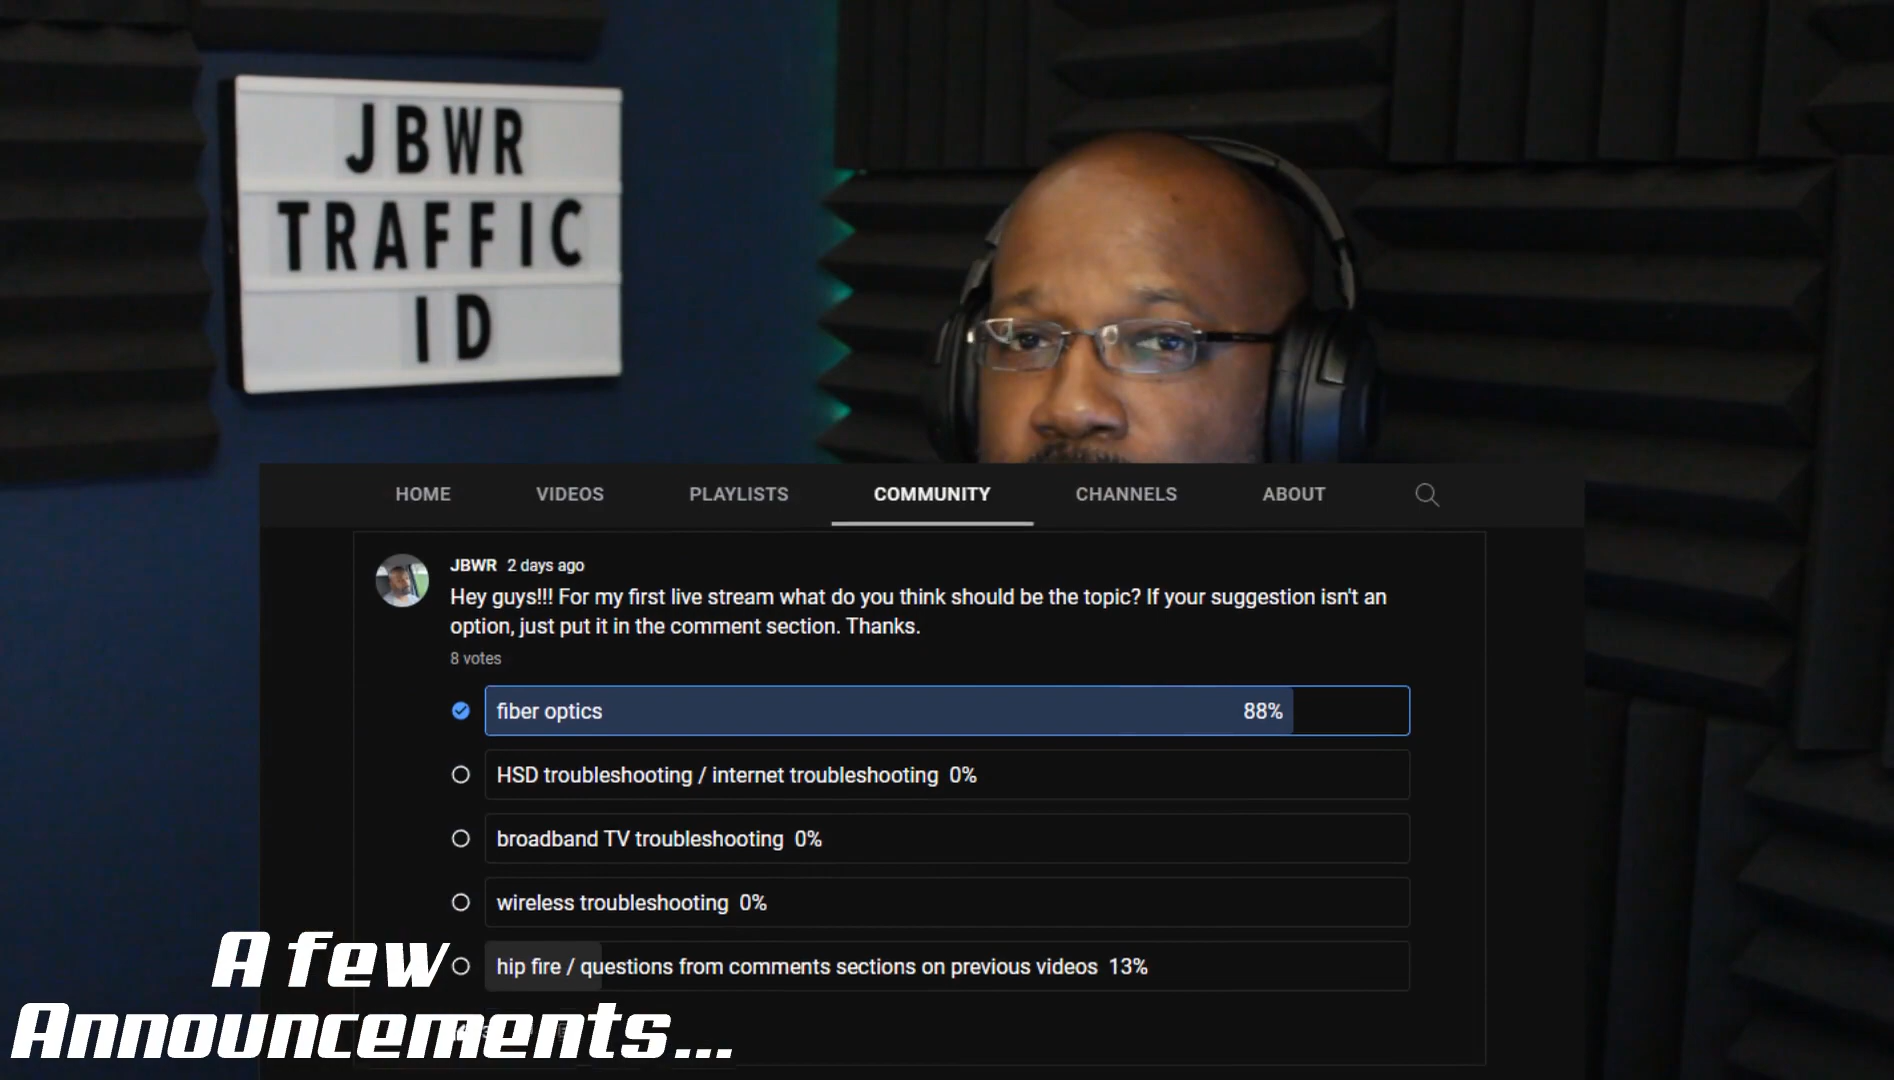 JBWR
TRAFFIC
ID
HOME VIDEOS PLAYLISTS COMMUNITY CHANNELS ABOUT
JBWR 2 days ago
Hey guys!!! For my first live stream what do you think should be the topic? If your suggestion isn't an
option, just put it in the comment section. Thanks.
8 votes
fiber optics 88%
HSD troubleshooting / internet troubleshooting 0%
broadband TV troubleshooting 0%
wireless troubleshooting 0%
hip fire / questions from comments sections on previous videos 13%
A few
Announcements...